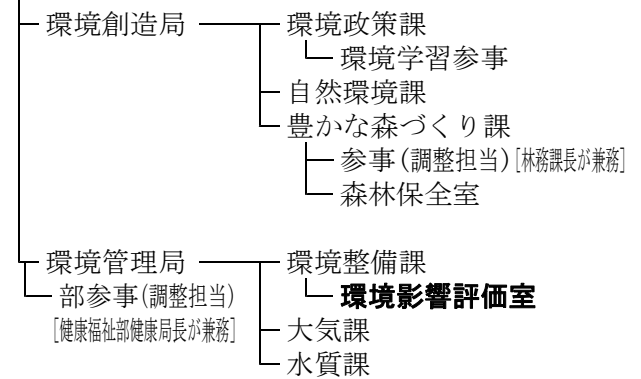 環境創造局 環境政策課
環境学習参事
自然環境課
豊かな森づくり課
参事(調整担当)[林務課長が兼務]
森林保全室
環境管理局 環境整備課
部参事(調整担当) 環境影響評価室
[健康福祉部健康局長が兼務] 大気課
水質課